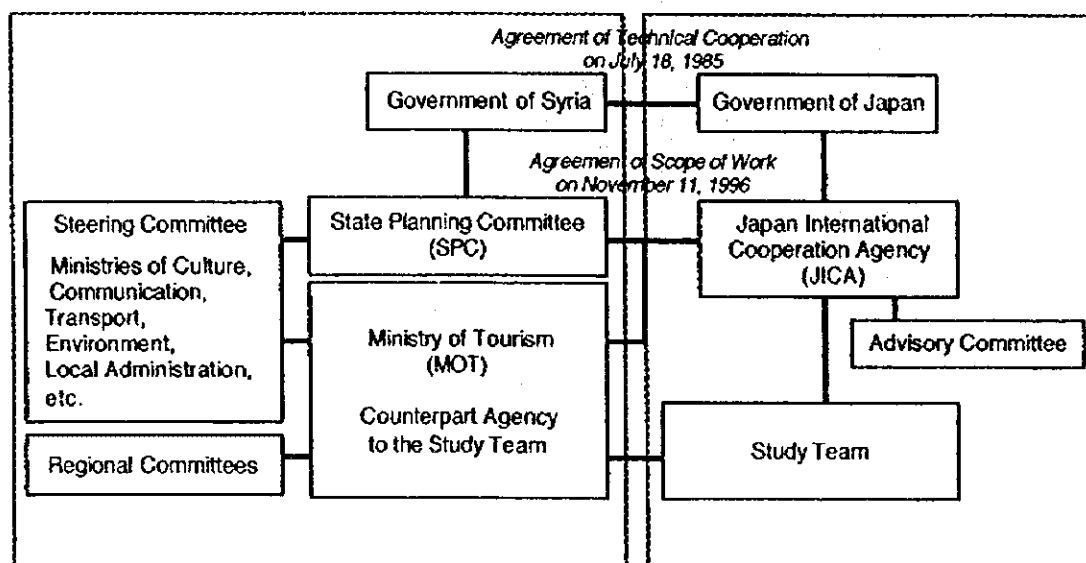 Agreement of Technical Cooperation
on July 18, 1985
Government of Syria
Government of Japan
Agreement of Scope of Work
on November 11, 1996
Steering Committee
Ministries of Culture,
Communication,
Transport,
Environment,
Local Administration,
etc.
State Planning Committee
(SPC)
Japan International
Cooperation Agency
(JICA)
Ministry of Tourism
(MOT)
Counterpart Agency
to the Study Team
Advisory Committee
Regional Committees
Study Team